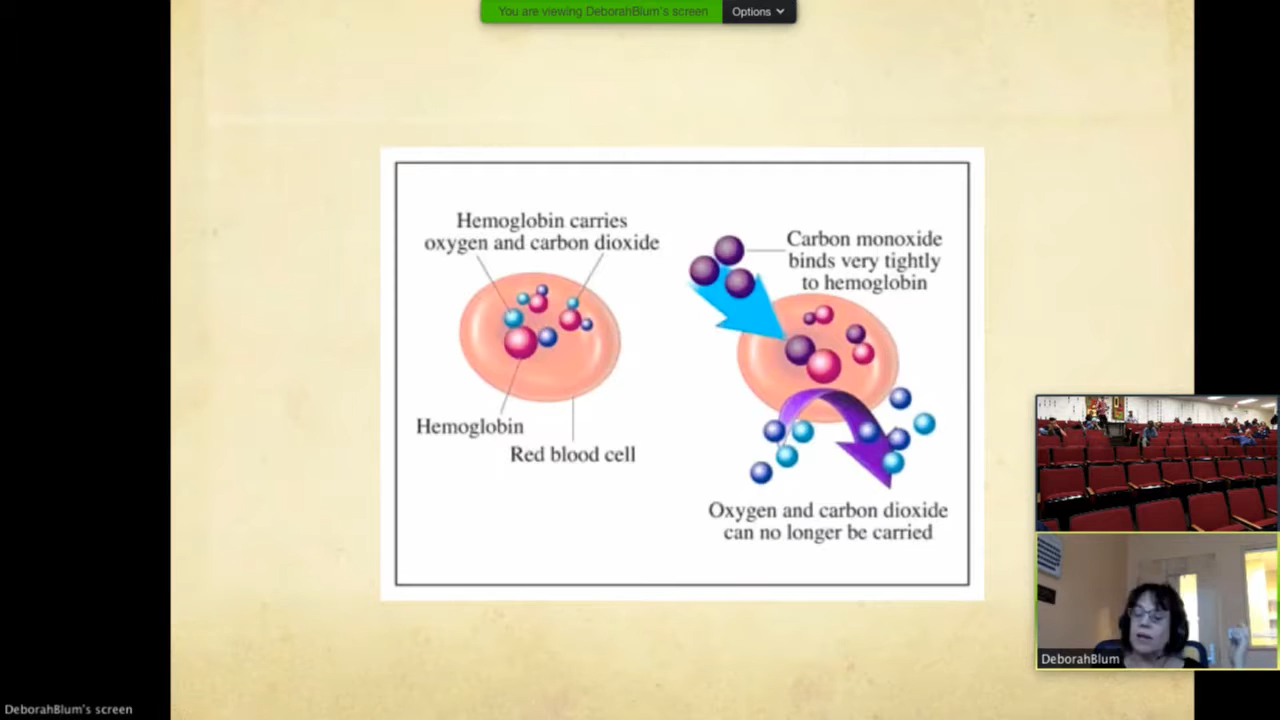 You are viewing DeborahBlum's screen
Options
Hemoglobin carries
oxygen and carbon dioxide
Hemoglobin
Red blood cell
Carbon monoxide
binds very tightly
to hemoglobin
Oxygen and carbon dioxide
can no longer be carried
DeborahBlum
DeborahBlum's screen